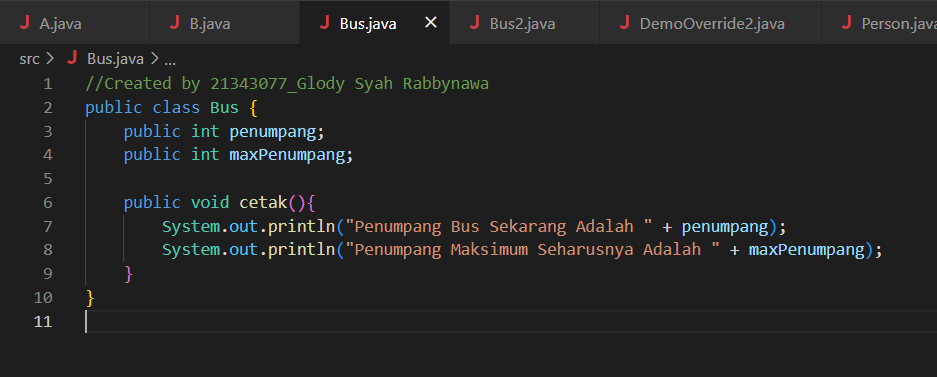 A.java B.java Bus.java Bus2.java DemoOverride2.java Person.java
src > Bus.java > ...
1 //Created by 21343077_Glody Syah Rabbynawa
2 public class Bus {
3     public int penumpang;
4     public int maxPenumpang;
5
6     public void cetak(){
7         System.out.println("Penumpang Bus Sekarang Adalah " + penumpang);
8         System.out.println("Penumpang Maksimum Seharusnya Adalah " + maxPenumpang);
9     }
10 }
11